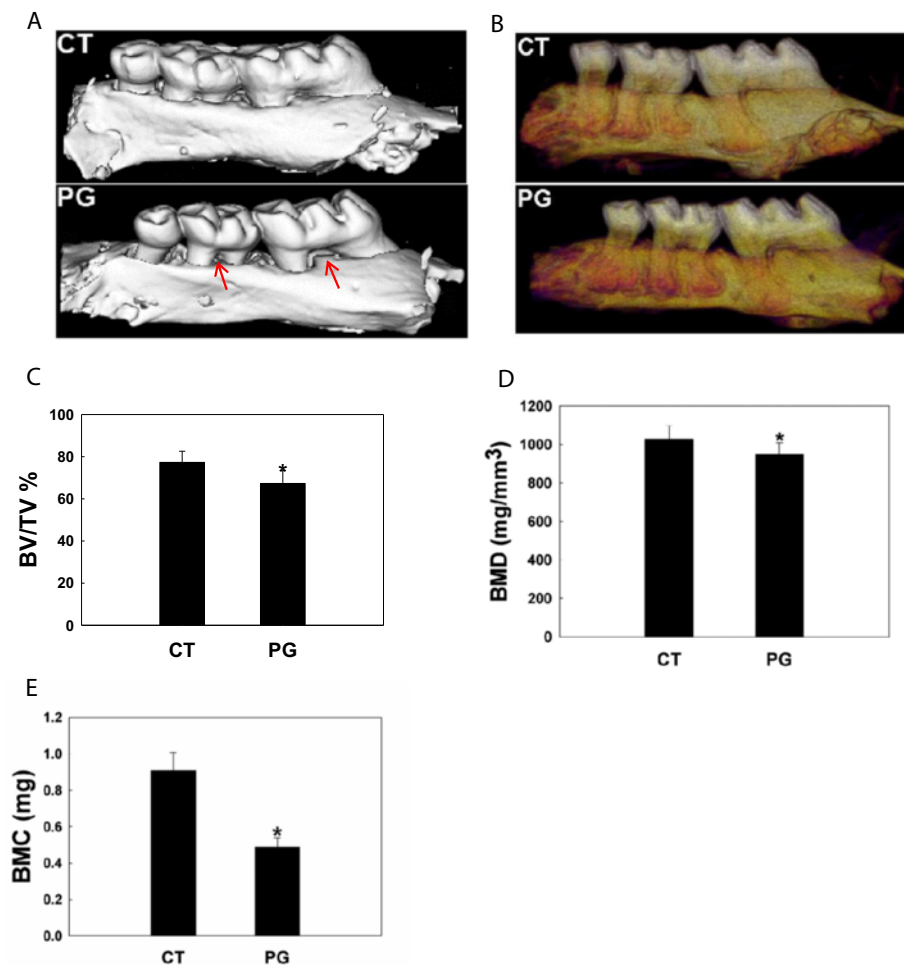 A
CT
PG
B
CT
PG
C
100
80
60
40
20
0
BV/TV %
*
CT
PG
D
1200
1000
800
600
400
200
0
BMD (mg/mm³)
*
CT
PG
E
1.2
1.0
0.8
0.6
0.4
0.2
0.0
BMC (mg)
*
CT
PG